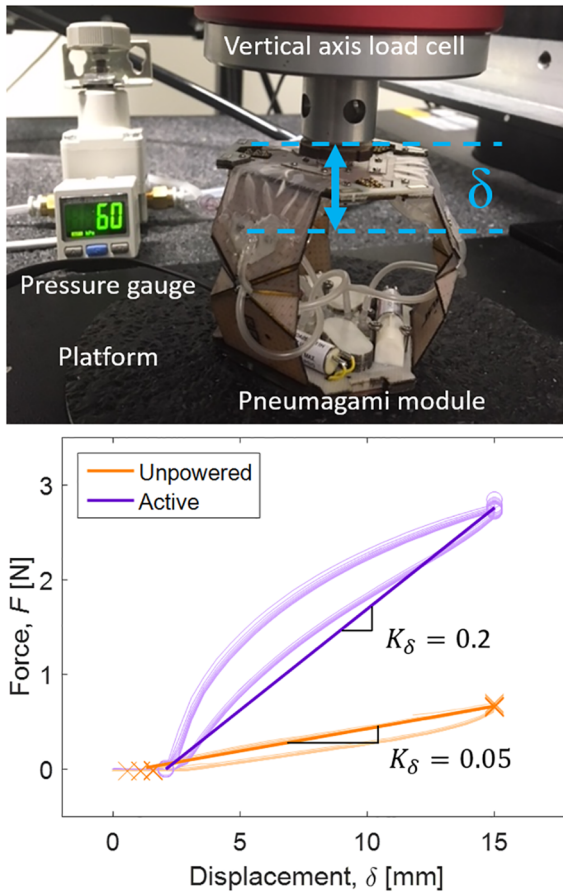 Vertical axis load cell
δ
60
Pressure gauge
Platform
Pneumagami module
Unpowered
Active
3
2
1
0
Force, F [N]
K_δ = 0.2
K_δ = 0.05
0 5 10 15
Displacement, δ [mm]